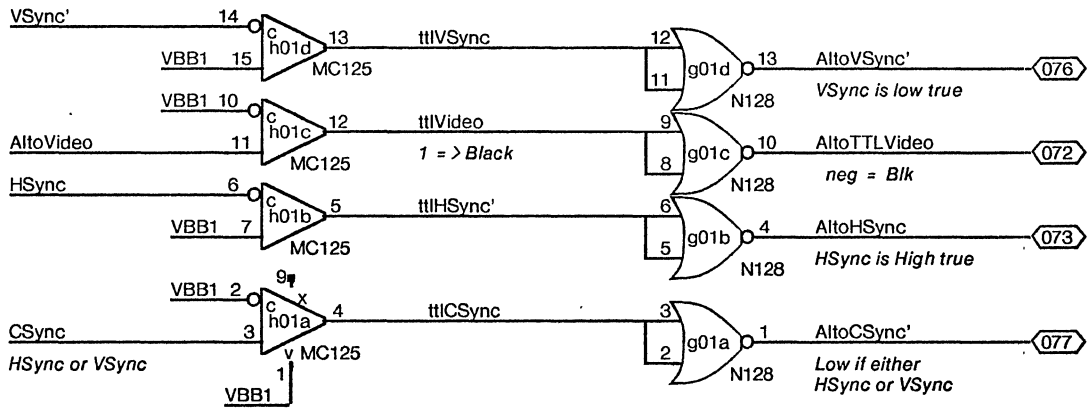 VSync' 14 c h01d 13 ttlVSync 12 g01d 13 AltoVSync' 076
VBB1 15 MC125 11 N128 VSync is low true
VBB1 10 c h01c 12 ttlVideo 9 g01c 10 AltoTTLVideo 072
AltoVideo 11 MC125 1 = > Black 8 N128 neg = Blk
HSync 6 c h01b 5 ttlHSync' 6 g01b 4 AltoHSync 073
VBB1 7 MC125 5 N128 HSync is High true
9 x
VBB1 2 c h01a 4 ttlCSync 3 g01a 1 AltoCSync' 077
CSync 3 v MC125 2 N128 Low if either
HSync or VSync 1 HSync or VSync
VBB1